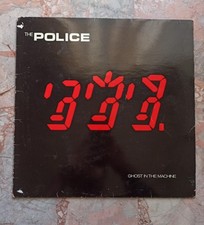 THE POLICE
GHOST IN THE MACHINE